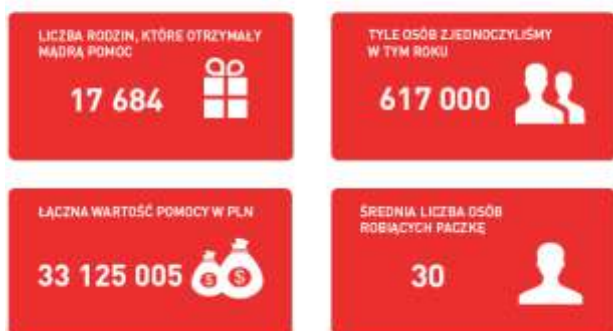 LICZBA RODZIN, KTÓRE OTRZYMAŁY
MĄDRĄ POMOC
17 684
TYLE OSÓB ZJEDNOCZYLIŚMY
W TYM ROKU
617 000
ŁĄCZNA WARTOŚĆ POMOCY W PLN
33 125 005
$ $
ŚREDNIA LICZBA OSÓB
ROBIĄCYCH PACZKĘ
30